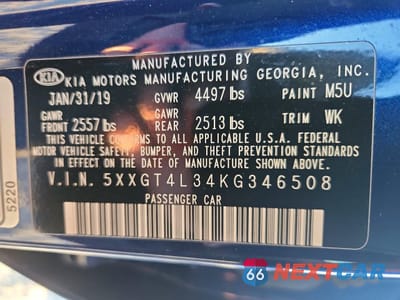 MANUFACTURED BY
KIA KIA MOTORS MANUFACTURING GEORGIA, INC.
JAN/31/19 GVWR 4497 lbs PAINT M5U
GAWR GAWR
FRONT 2557 lbs REAR 2513 lbs TRIM WK
THIS VEHICLE CONFORMS TO ALL APPLICABLE U.S.A. FEDERAL
MOTOR VEHICLE SAFETY, BUMPER, AND THEFT PREVENTION STANDARDS
IN EFFECT ON THE DATE OF MANUFACTURE SHOWN ABOVE.
V.I.N. 5XXGT4L34KG346508
PASSENGER CAR
5220
66 NEXTCAR